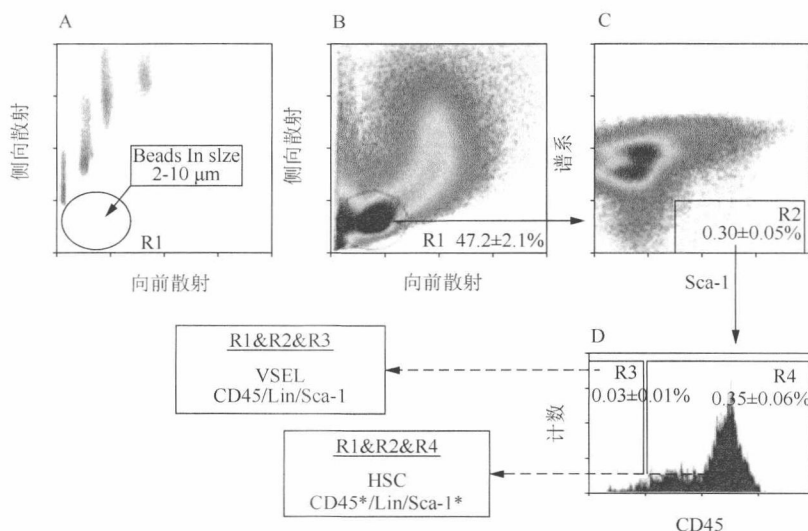 A
侧向散射
Beads In slze
2-10 μm
R1
向前散射
B
侧向散射
R1 47.2±2.1%
向前散射
C
谱系
R2
0.30±0.05%
Sca-1
R1&R2&R3
VSEL
CD45/Lin/Sca-1
R1&R2&R4
HSC
CD45*/Lin/Sca-1*
D
计数
R3
0.03±0.01%
R4
0.35±0.06%
CD45